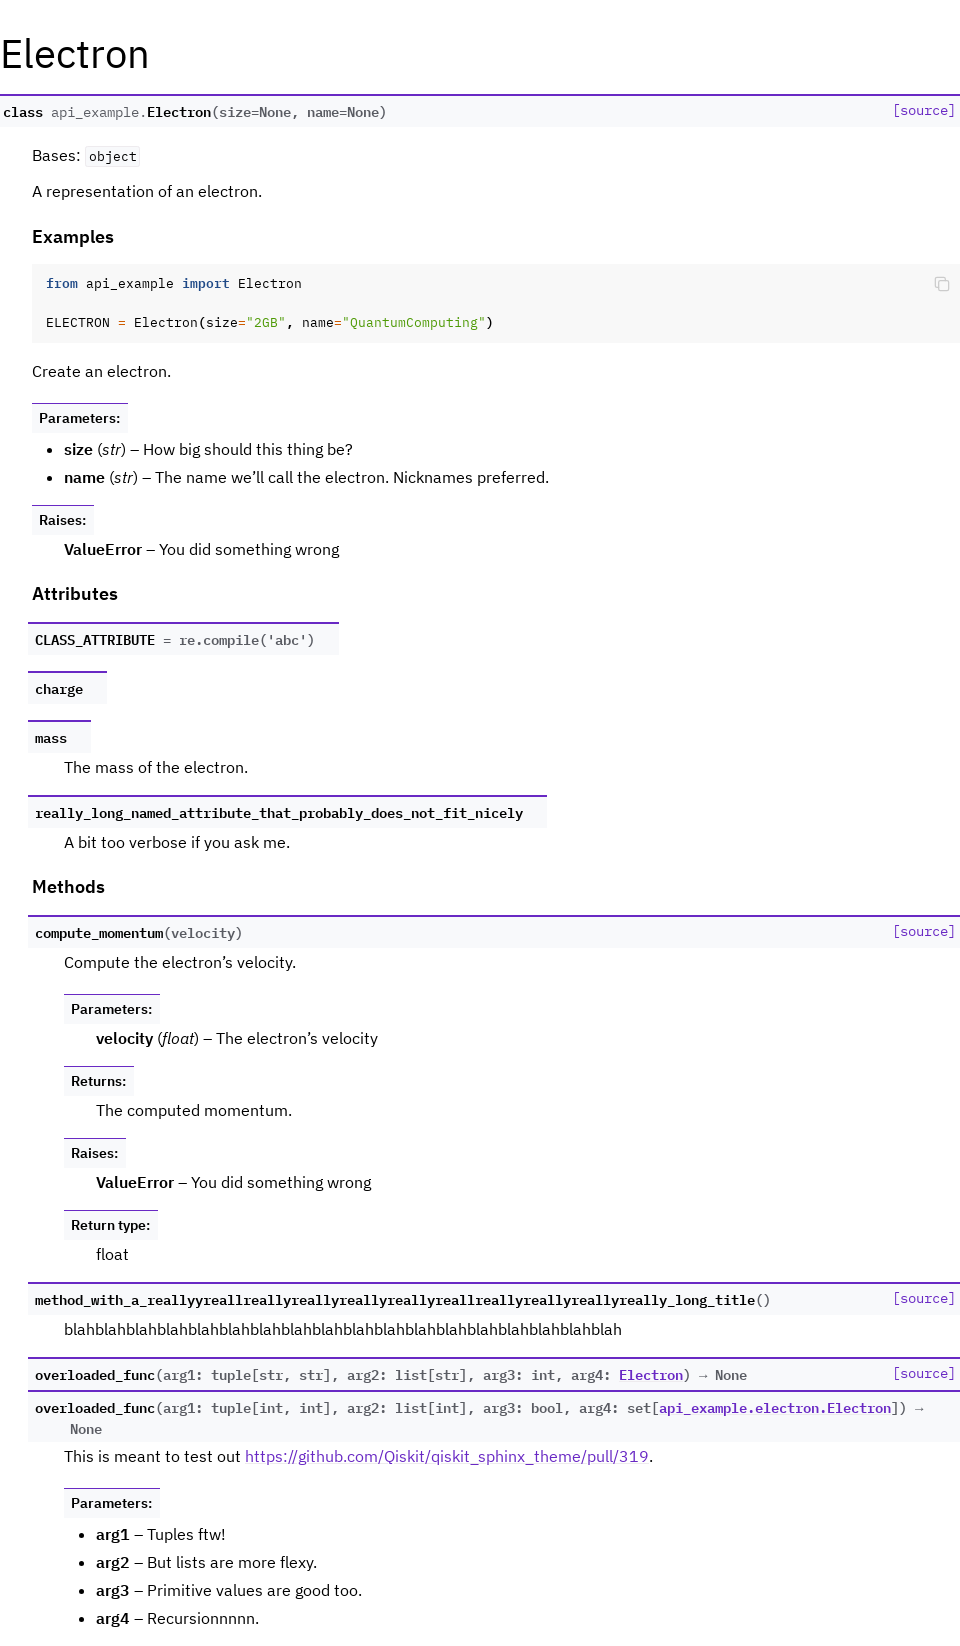 Electron
class api_example.Electron(size=None, name=None)
[source]
Bases: object
A representation of an electron.
Examples
from api_example import Electron
ELECTRON = Electron(size="2GB", name="QuantumComputing")
Create an electron.
Parameters:
• size (str) – How big should this thing be?
• name (str) – The name we’ll call the electron. Nicknames preferred.
Raises:
ValueError – You did something wrong
Attributes
CLASS_ATTRIBUTE = re.compile('abc')
charge
mass
The mass of the electron.
really_long_named_attribute_that_probably_does_not_fit_nicely
A bit too verbose if you ask me.
Methods
compute_momentum(velocity)
[source]
Compute the electron’s velocity.
Parameters:
velocity (float) – The electron’s velocity
Returns:
The computed momentum.
Raises:
ValueError – You did something wrong
Return type:
float
method_with_a_reallyyreallreallyreallyreallyreallyreallreallyreallyreallyreally_long_title()
[source]
blahblahblahblahblahblahblahblahblahblahblahblahblahblahblahblahblahblah
overloaded_func(arg1: tuple[str, str], arg2: list[str], arg3: int, arg4: Electron) → None
[source]
overloaded_func(arg1: tuple[int, int], arg2: list[int], arg3: bool, arg4: set[api_example.electron.Electron]) →
None
This is meant to test out https://github.com/Qiskit/qiskit_sphinx_theme/pull/319.
Parameters:
• arg1 – Tuples ftw!
• arg2 – But lists are more flexy.
• arg3 – Primitive values are good too.
• arg4 – Recursionnnnn.